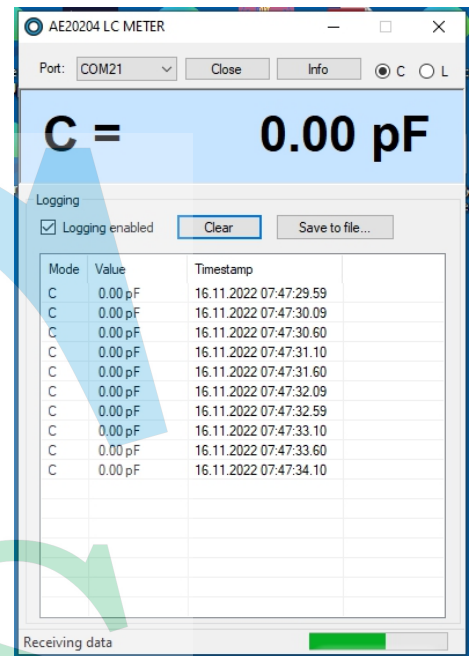 AE20204 LC METER
Port: COM21 Close Info C L
C = 0.00 pF
Logging
Logging enabled Clear Save to file...
Mode Value Timestamp
C 0.00 pF 16.11.2022 07:47:29.59
C 0.00 pF 16.11.2022 07:47:30.09
C 0.00 pF 16.11.2022 07:47:30.60
C 0.00 pF 16.11.2022 07:47:31.10
C 0.00 pF 16.11.2022 07:47:31.60
C 0.00 pF 16.11.2022 07:47:32.09
C 0.00 pF 16.11.2022 07:47:32.59
C 0.00 pF 16.11.2022 07:47:33.10
C 0.00 pF 16.11.2022 07:47:33.60
C 0.00 pF 16.11.2022 07:47:34.10
Receiving data